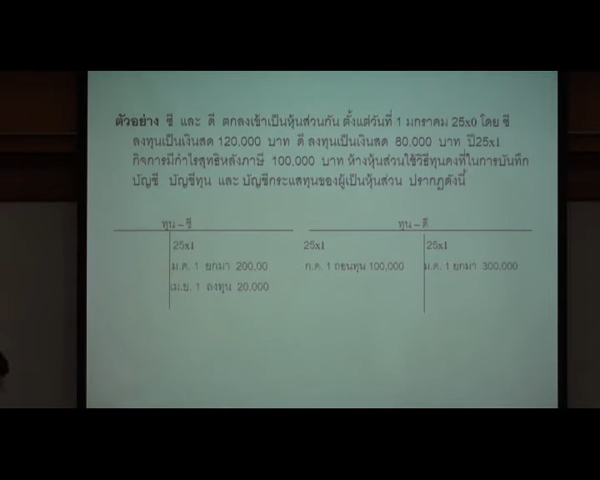 ตัวอย่าง ซี และ ดี ตกลงเข้าเป็นหุ้นส่วนกัน ตั้งแต่วันที่ 1 มกราคม 25x0 โดย ซี
ลงทุนเป็นเงินสด 120,000 บาท ดี ลงทุนเป็นเงินสด 80,000 บาท ปี25x1
กิจการมีกำไรสุทธิหลังภาษี 100,000 บาท ห้างหุ้นส่วนใช้วิธีทุนคงที่ในการบันทึก
บัญชี บัญชีทุน และ บัญชีกระแสทุนของผู้เป็นหุ้นส่วน ปรากฏดังนี้
ทุน – ซี
25x1
ม.ค. 1 ยกมา 200,00
เม.ย. 1 ลงทุน 20,000
ทุน – ดี
25x1 25x1
ก.ค. 1 ถอนทุน 100,000 ม.ค. 1 ยกมา 300,000